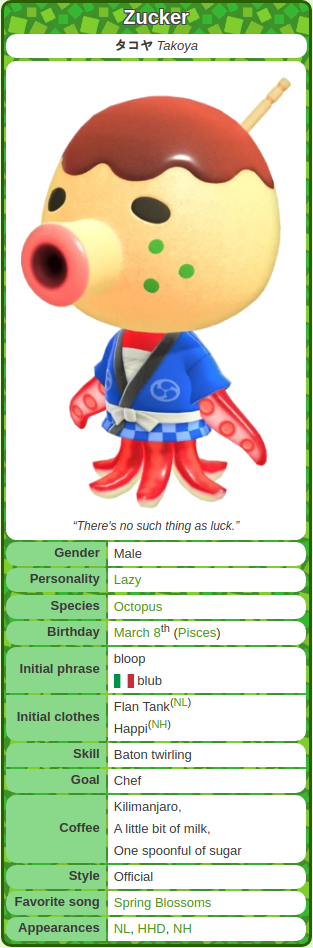 Zucker
タコヤ Takoya
“There's no such thing as luck.”
Gender Male
Personality Lazy
Species Octopus
Birthday March 8th (Pisces)
Initial phrase bloop
blub
Initial clothes Flan Tank(NL)
Happi(NH)
Skill Baton twirling
Goal Chef
Coffee Kilimanjaro,
A little bit of milk,
One spoonful of sugar
Style Official
Favorite song Spring Blossoms
Appearances NL, HHD, NH